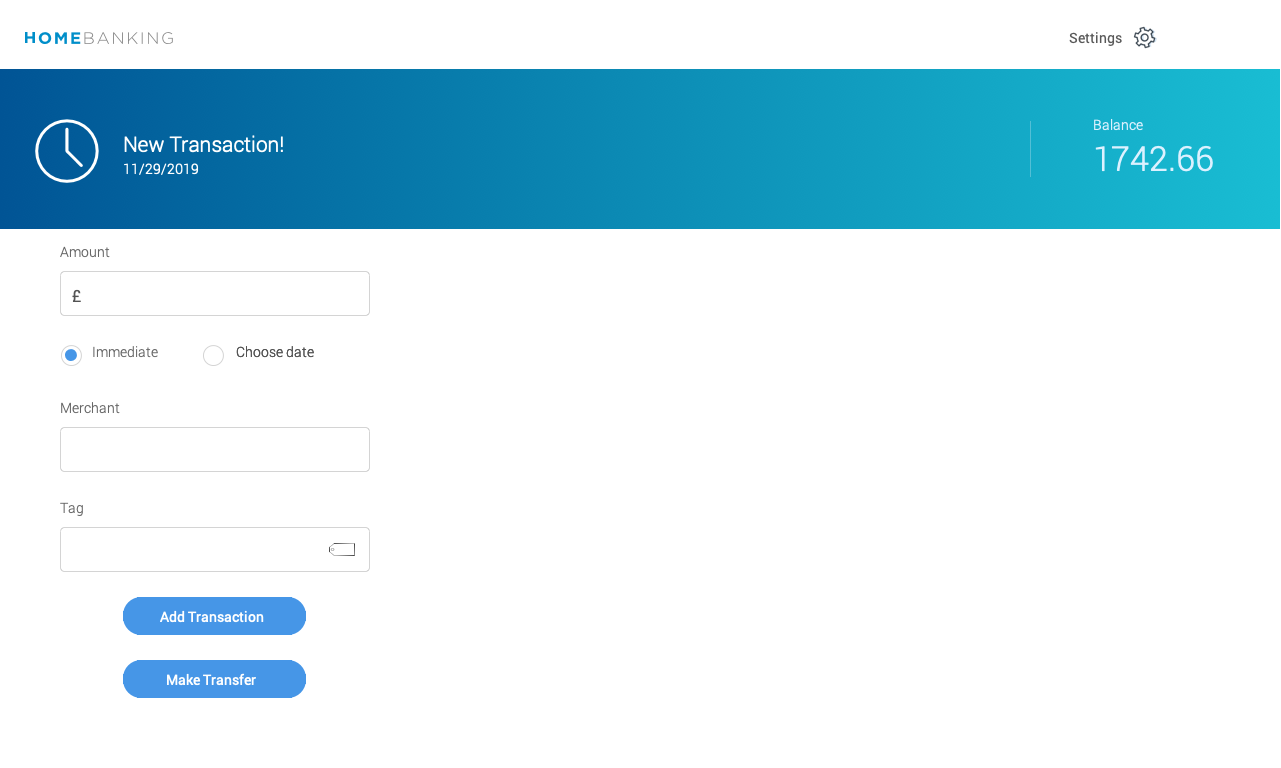 HOMEBANKING
Settings
New Transaction!
11/29/2019
Balance
1742.66
Amount
£
Immediate
Choose date
Merchant
Tag
Add Transaction
Make Transfer